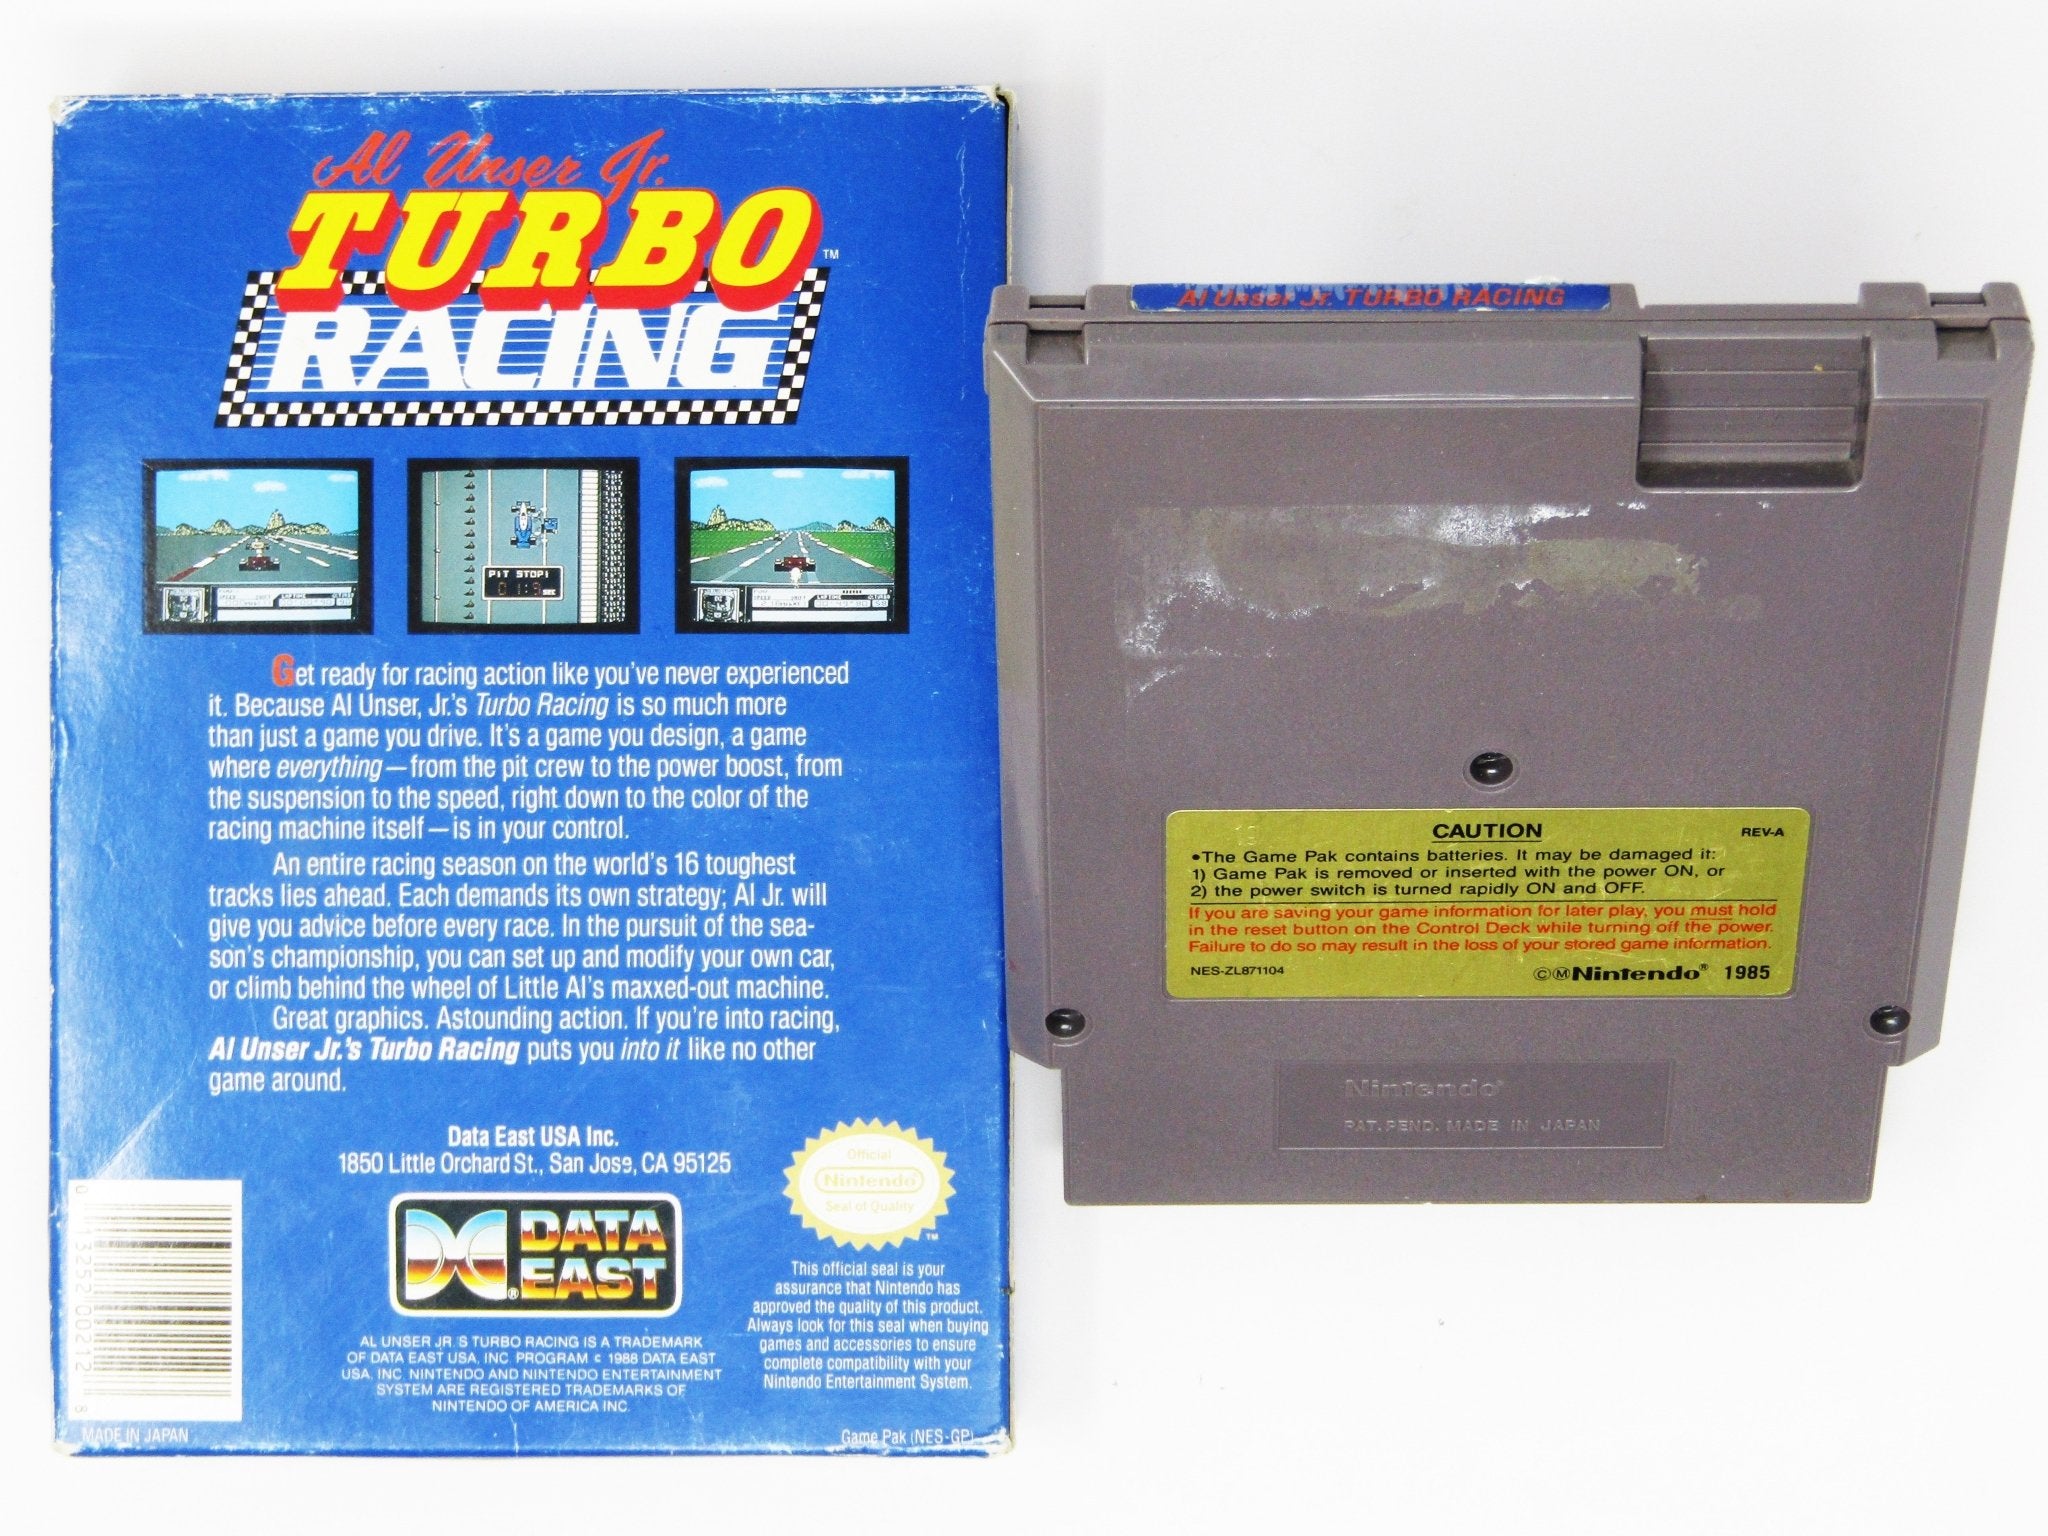 Al Unser Jr.
TURBO
TM
RACING
PIT STOP!
SEC
Get ready for racing action like you've never experienced
it. Because Al Unser, Jr.'s Turbo Racing is so much more
than just a game you drive. It's a game you design, a game
where everything—from the pit crew to the power boost, from
the suspension to the speed, right down to the color of the
racing machine itself—is in your control.
An entire racing season on the world's 16 toughest
tracks lies ahead. Each demands its own strategy; Al Jr. will
give you advice before every race. In the pursuit of the sea-
son's championship, you can set up and modify your own car,
or climb behind the wheel of Little Al's maxxed-out machine.
Great graphics. Astounding action. If you're into racing,
Al Unser Jr.'s Turbo Racing puts you into it like no other
game around.
Data East USA Inc.
1850 Little Orchard St., San Jose, CA 95125
DATA
EAST
®
AL UNSER JR.'S TURBO RACING IS A TRADEMARK
OF DATA EAST USA, INC. PROGRAM © 1988 DATA EAST
USA, INC. NINTENDO AND NINTENDO ENTERTAINMENT
SYSTEM ARE REGISTERED TRADEMARKS OF
NINTENDO OF AMERICA INC.
Official
Nintendo
Seal of Quality
TM
This official seal is your
assurance that Nintendo has
approved the quality of this product.
Always look for this seal when buying
games and accessories to ensure
complete compatibility with your
Nintendo Entertainment System.
0 13252 00212 8
MADE IN JAPAN
Game Pak (NES-GP)
Al Unser Jr. TURBO RACING
CAUTION
REV-A
•The Game Pak contains batteries. It may be damaged if:
1) Game Pak is removed or inserted with the power ON, or
2) the power switch is turned rapidly ON and OFF.
If you are saving your game information for later play, you must hold
in the reset button on the Control Deck while turning off the power.
Failure to do so may result in the loss of your stored game information.
NES-ZL871104
©ⓂNintendo® 1985
Nintendo®
PAT. PEND. MADE IN JAPAN